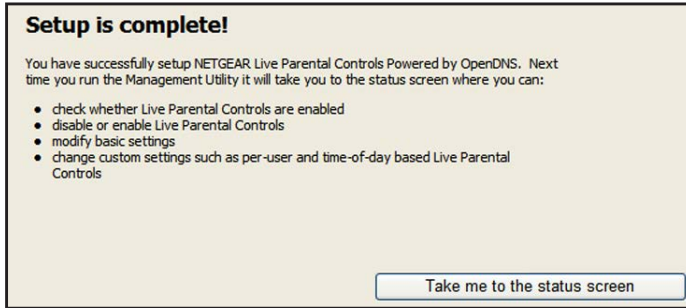 Setup is complete!
You have successfully setup NETGEAR Live Parental Controls Powered by OpenDNS. Next
time you run the Management Utility it will take you to the status screen where you can:
• check whether Live Parental Controls are enabled
• disable or enable Live Parental Controls
• modify basic settings
• change custom settings such as per-user and time-of-day based Live Parental
Controls
Take me to the status screen